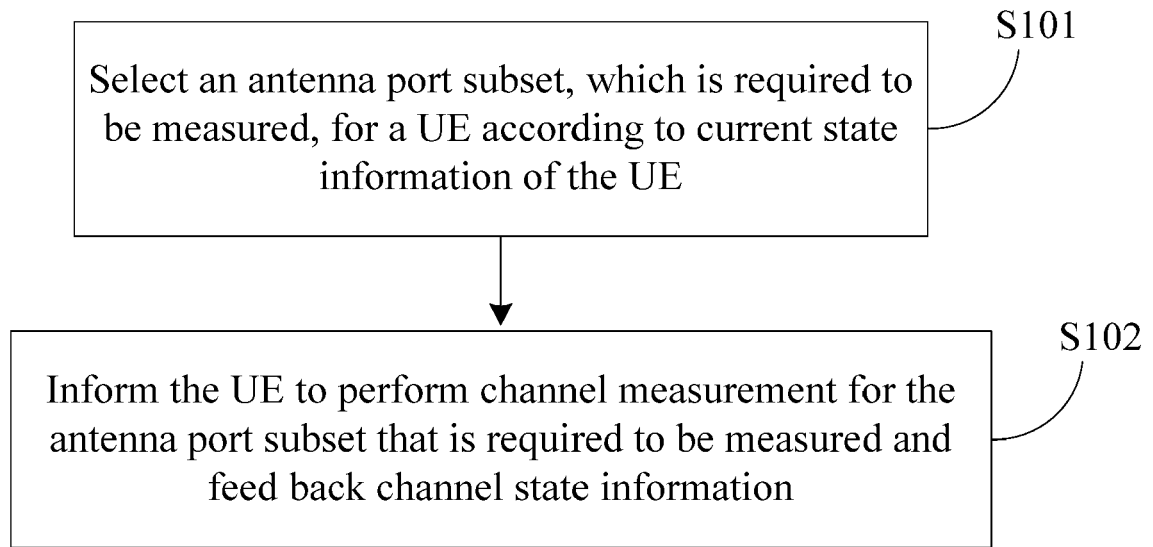 S101
Select an antenna port subset, which is required to
be measured, for a UE according to current state
information of the UE
S102
Inform the UE to perform channel measurement for the
antenna port subset that is required to be measured and
feed back channel state information